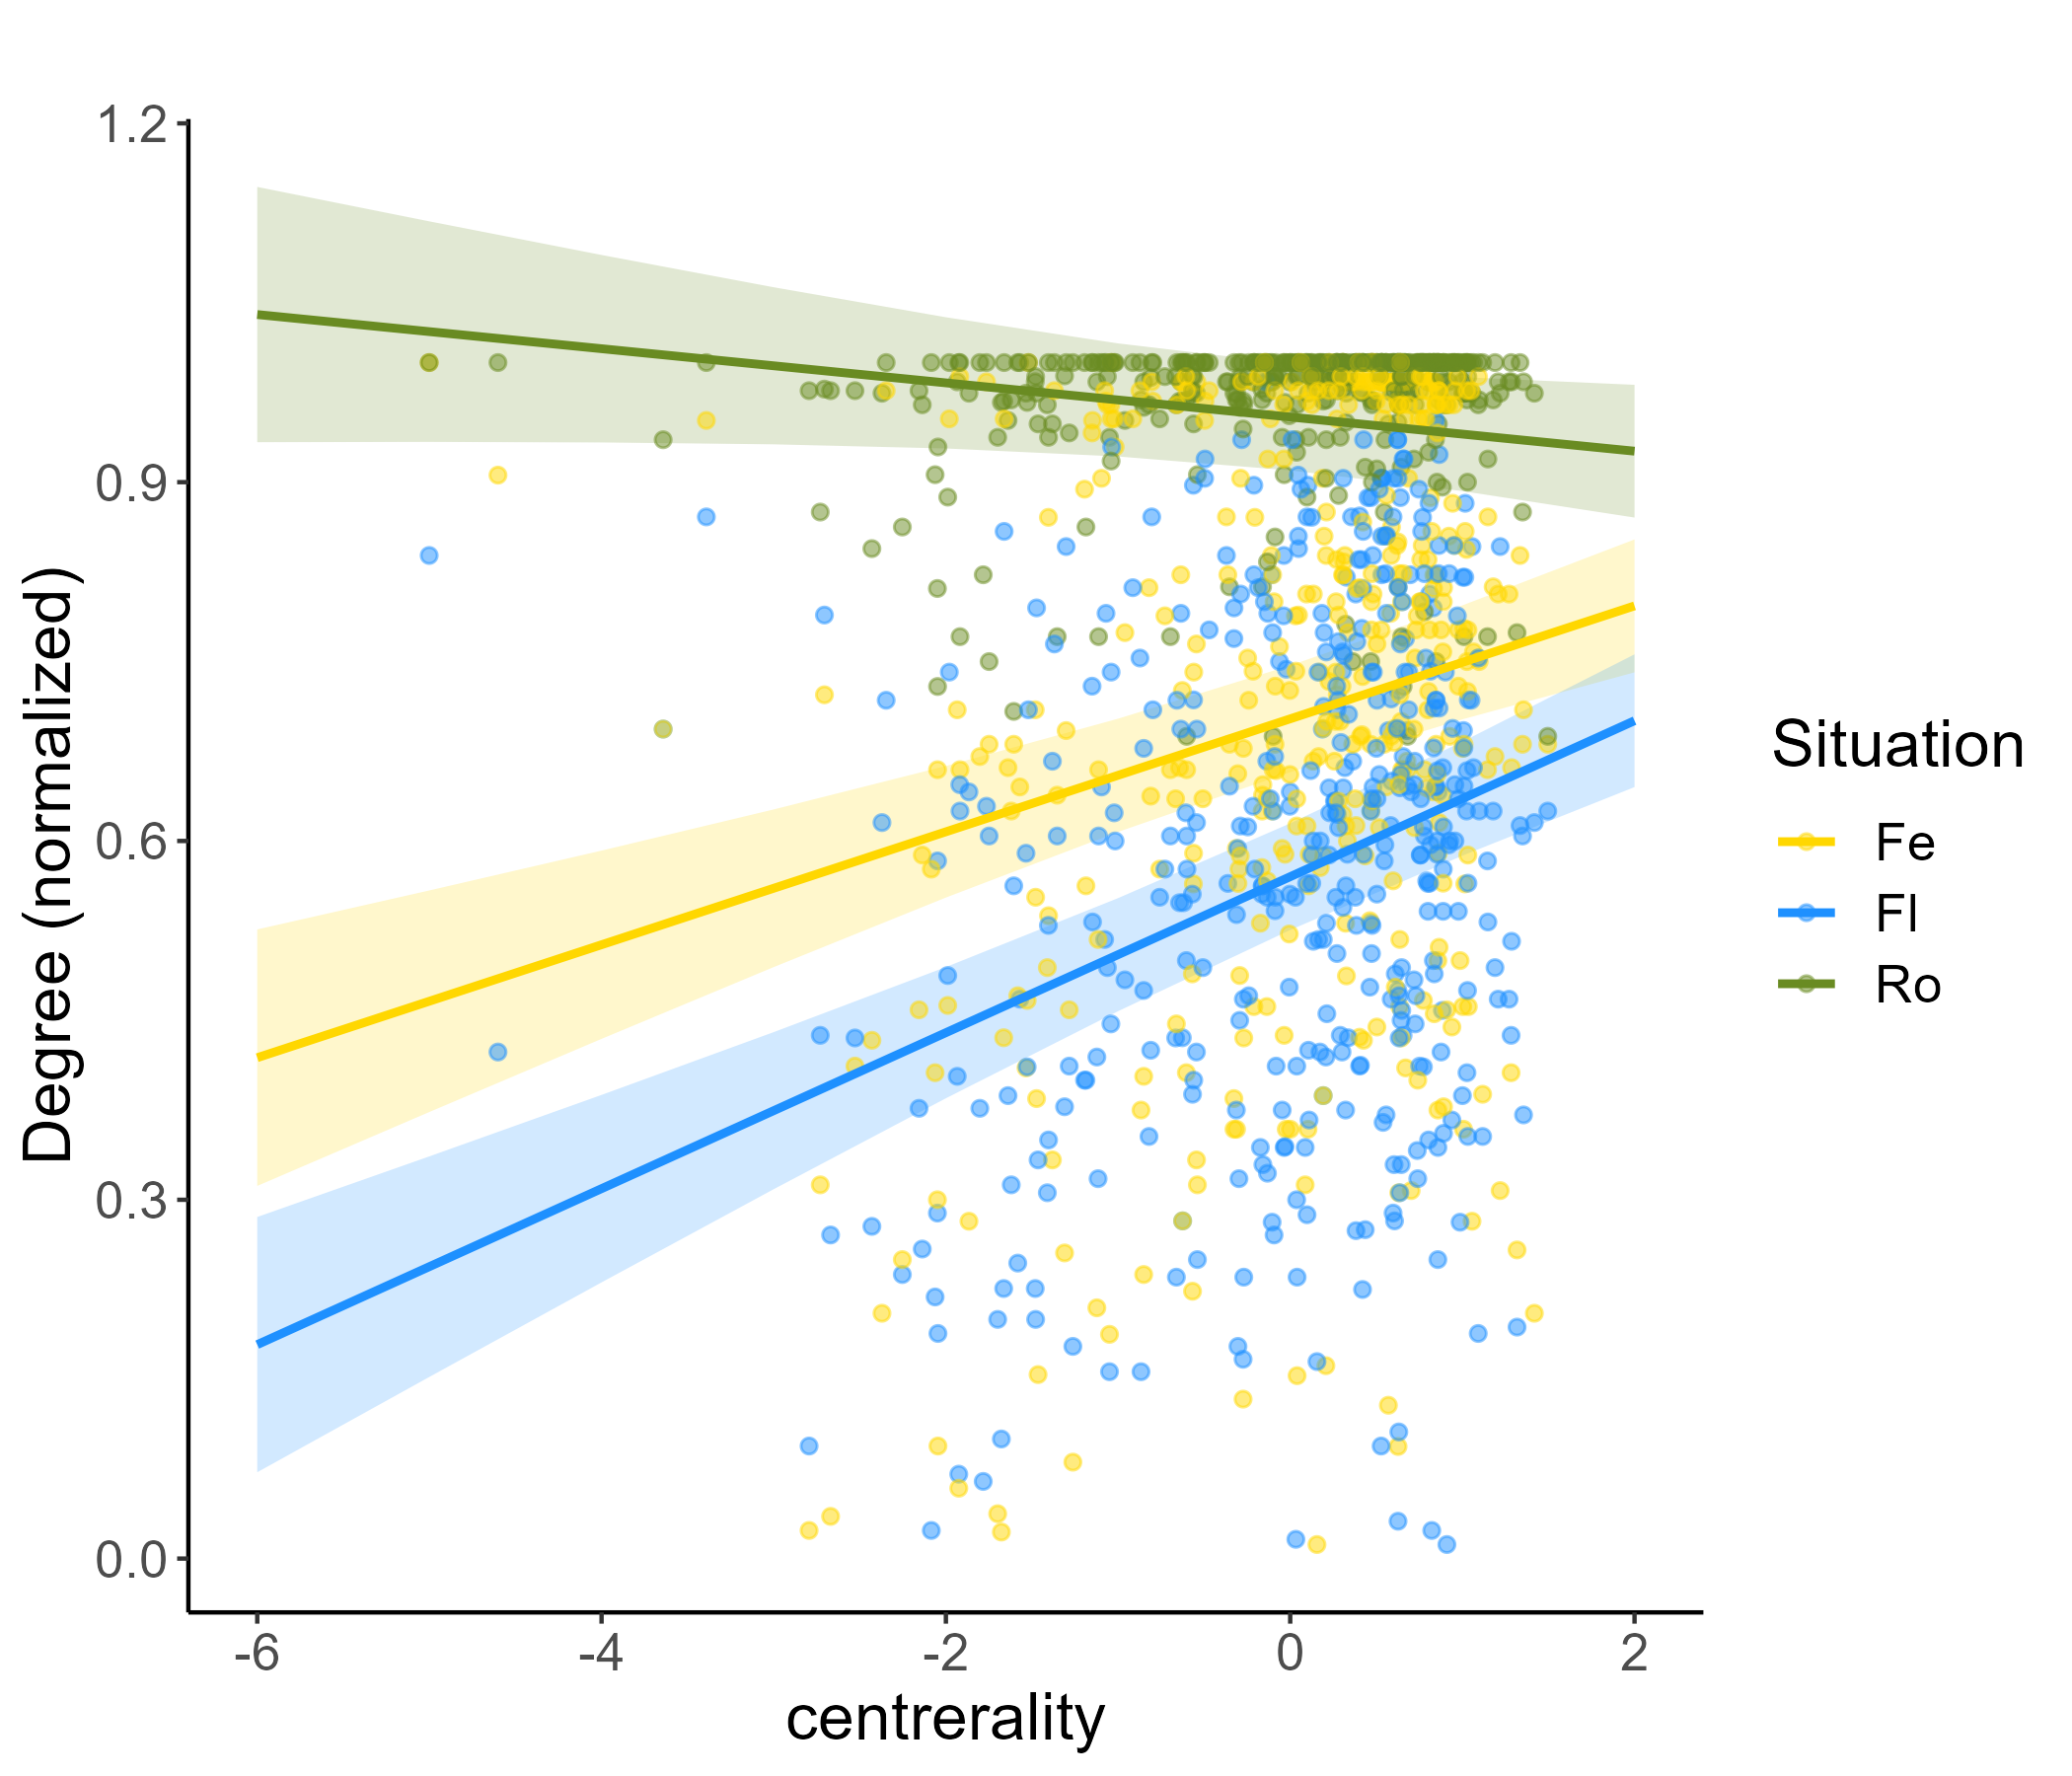 1.2
0.9
0.6
0.3
0.0
Degree (normalized)
-6
-4
-2
0
2
centrerality
Situation
Fe
Fl
Ro